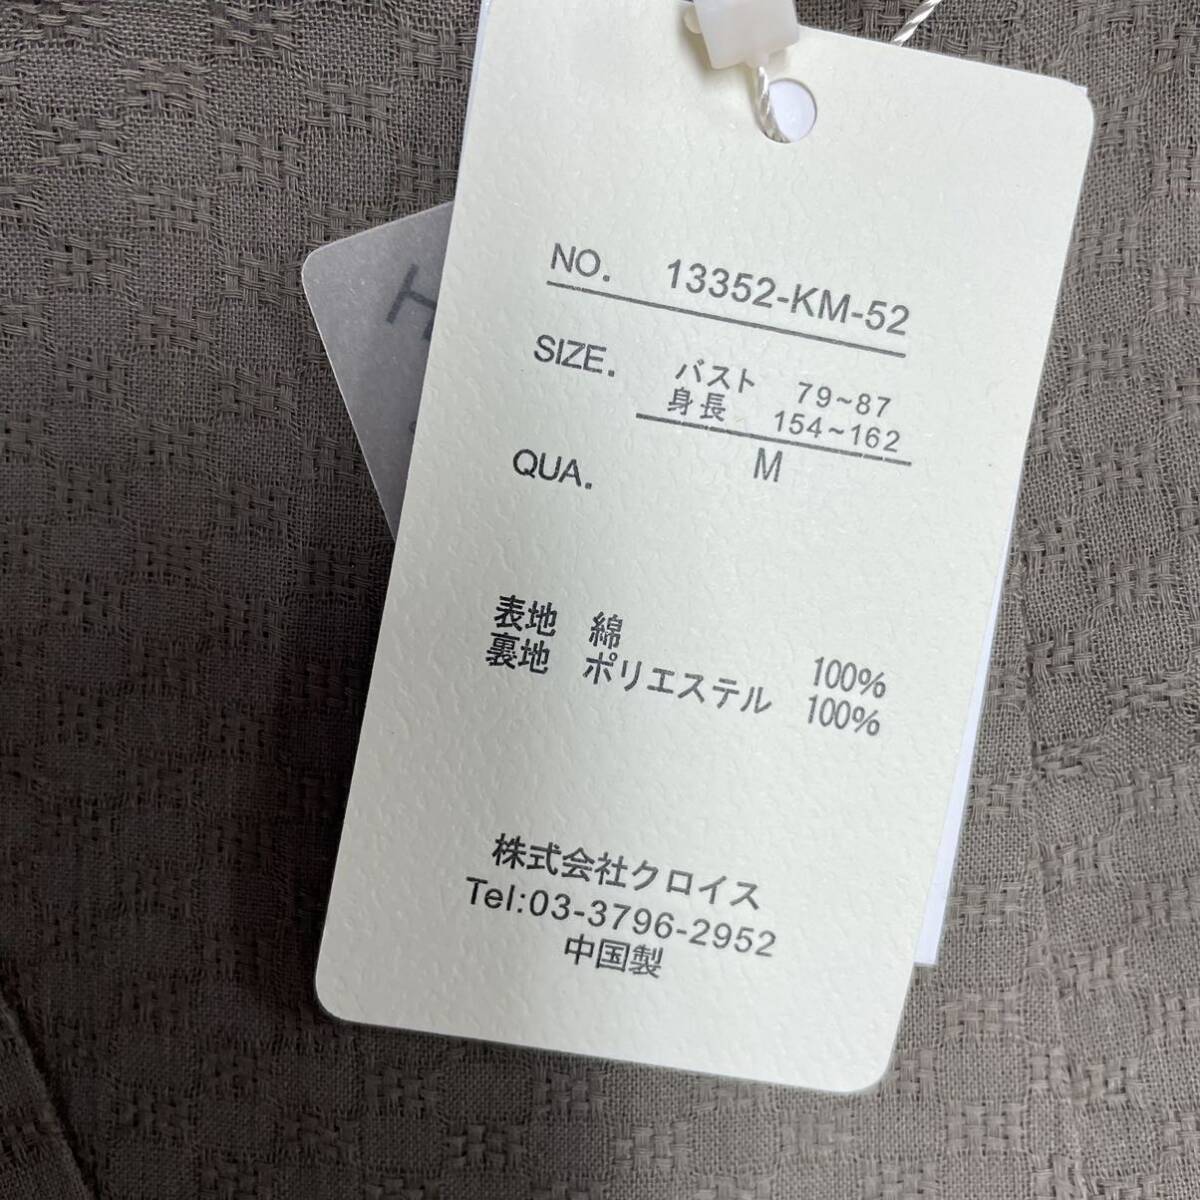 NO. 13352-KM-52
SIZE. バスト 79~87
身長 154~162
M
QUA.
表地 綿 100%
裏地 ポリエステル 100%
株式会社クロイス
Tel:03-3796-2952
中国製